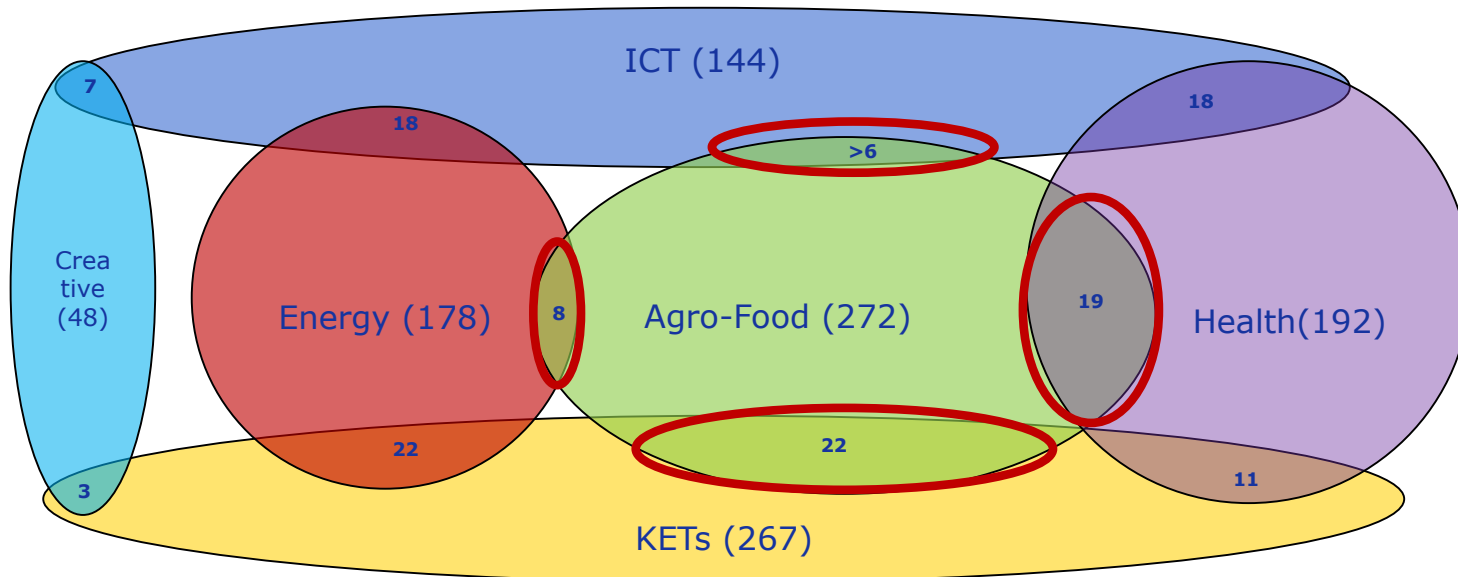 ICT (144)
7
18
18
>6
Crea
tive
(48)
Energy (178)
8
Agro-Food (272)
19
Health(192)
22
22
11
3
KETs (267)